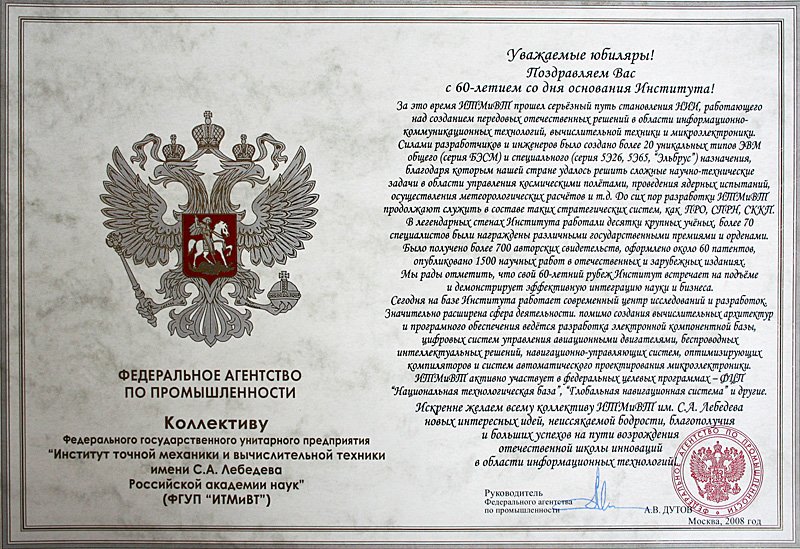 ФЕДЕРАЛЬНОЕ АГЕНТСТВО
ПО ПРОМЫШЛЕННОСТИ
Коллективу
Федерального государственного унитарного предприятия
“Институт точной механики и вычислительной техники
имени С.А. Лебедева
Российской академии наук"
(ФГУП “ИТМиВТ”)
Уважаемые юбиляры!
Поздравляем Вас
с 60-летием со дня основания Института!
За это время ИТМиВТ прошел серьёзный путь становления НИИ, работающего
над созданием передовых отечественных решений в области информационно-
коммуникационных технологий, вычислительной техники и микроэлектроники.
Силами разработчиков и инженеров было создано более 20 уникальных типов ЭВМ
общего (серия БЭСМ) и специального (серия 5Э26, 5Э65, “Эльбрус”) назначения,
благодаря которым нашей стране удалось решить сложные научно-технические
задачи в области управления космическими полётами, проведения ядерных испытаний,
осуществления метеорологических расчётов и т.д. До сих пор разработки ИТМиВТ
продолжают служить в составе таких стратегических систем, как ПРО, СПРН, СККП.
В легендарных стенах Института работали десятки крупных учёных, более 70
специалистов были награждены различными государственными премиями и орденами.
Было получено более 700 авторских свидетельств, оформлено около 60 патентов,
опубликовано 1500 научных работ в отечественных и зарубежных изданиях.
Мы рады отметить, что свой 60-летний рубеж Институт встречает на подъёме
и демонстрирует эффективную интеграцию науки и бизнеса.
Сегодня на базе Института работает современный центр исследований и разработок.
Значительно расширена сфера деятельности. помимо создания вычислительных архитектур
и програмного обеспечения ведётся разработка электронной компонентной базы,
цифровых систем управления авиационными двигателями, беспроводных
интеллектуальных решений, навигационно-управляющих систем, оптимизирующих
компиляторов и систем автоматического проектирования микроэлектроники.
ИТМиВТ активно участвует в федеральных целевых программах – ФЦП
“Национальная технологическая база”, “Глобальная навигационная система” и другие.
Искренне желаем всему коллективу ИТМиВТ им. С.А. Лебедева
новых интересных идей, неиссякаемой бодрости, благополучия
и больших успехов на пути возрождения
отечественной школы инноваций
в области информационных технологий!
Руководитель
Федерального агентства
по промышленности
А.В. ДУТОВ
Москва, 2008 год
ФЕДЕРАЛЬНОЕ АГЕНТСТВО ПО ПРОМЫШЛЕННОСТИ